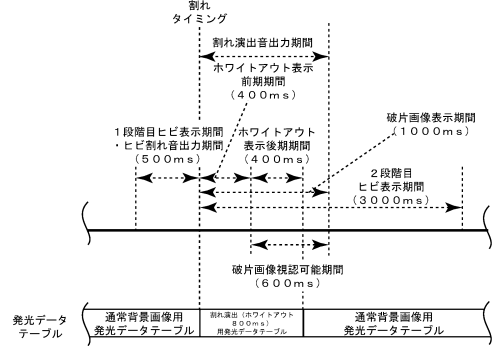 割れ
タイミング
割れ演出音出力期間
ホワイトアウト表示
前期期間
(400ms)
破片画像表示期間
(1000ms)
1段階目ヒビ表示期間
・ヒビ割れ音出力期間
(500ms)
ホワイトアウト
表示後期期間
(400ms)
2段階目
ヒビ表示期間
(3000ms)
破片画像視認可能期間
(600ms)
発光データ
テーブル
通常背景画像用
発光データテーブル
割れ演出(ホワイトアウト
800ms)
用発光データテーブル
通常背景画像用
発光データテーブル